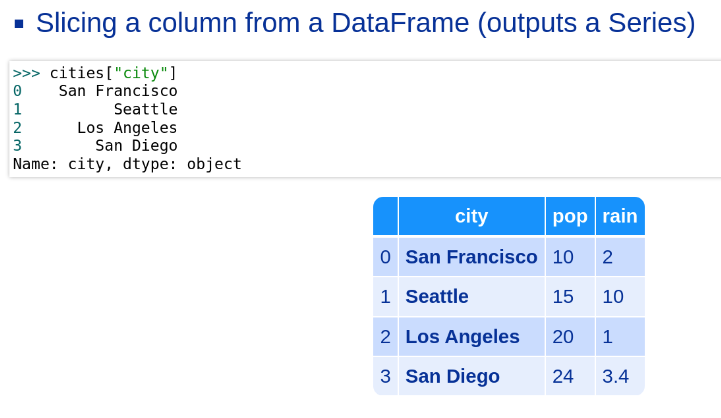 ▪ Slicing a column from a DataFrame (outputs a Series)
>>> cities["city"]
0    San Francisco
1          Seattle
2      Los Angeles
3        San Diego
Name: city, dtype: object
city pop rain
0 San Francisco 10 2
1 Seattle 15 10
2 Los Angeles 20 1
3 San Diego 24 3.4